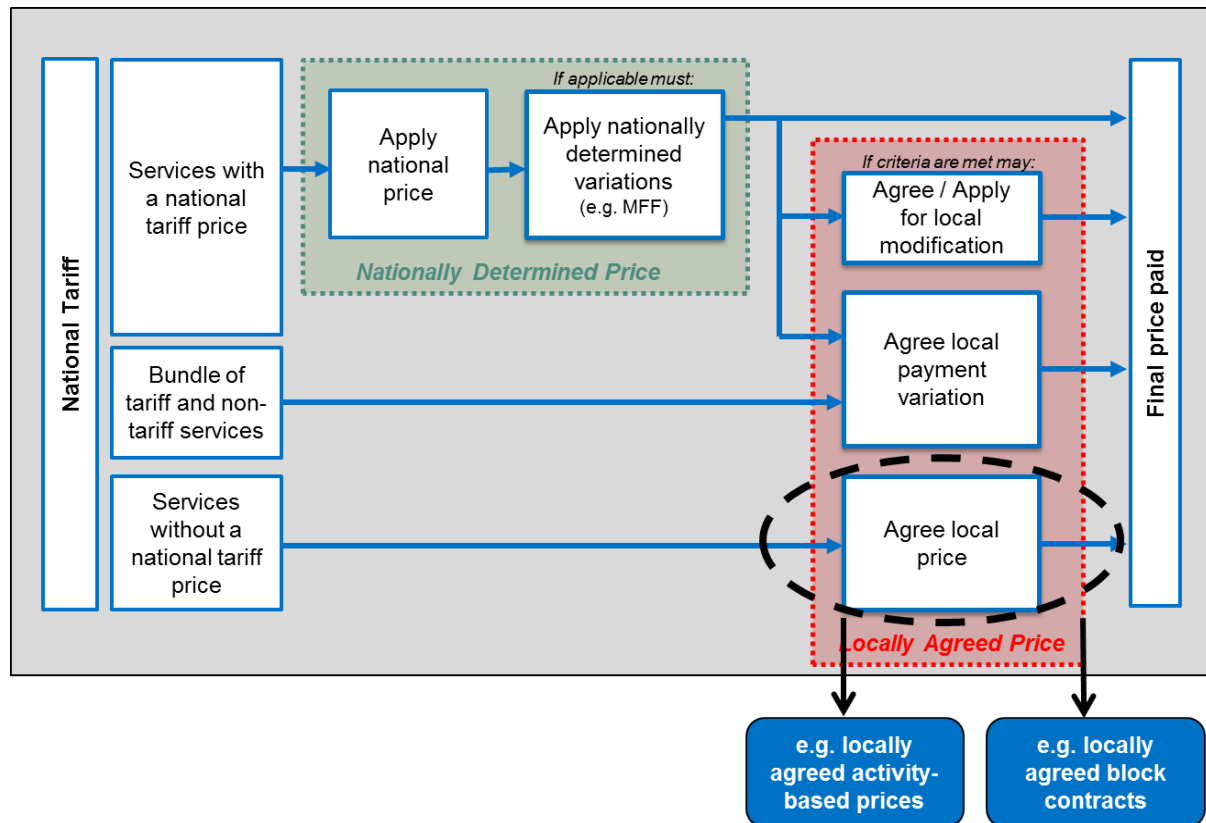 National Tariff
Services with
a national
tariff price
Bundle of
tariff and non-
tariff services
Services
without a
national tariff
price
Apply
national
price
If applicable must:
Apply nationally
determined
variations
(e.g. MFF)
Nationally Determined Price
If criteria are met may:
Agree / Apply
for local
modification
Agree local
payment
variation
Agree local
price
Locally Agreed Price
Final price paid
e.g. locally
agreed activity-
based prices
e.g. locally
agreed block
contracts